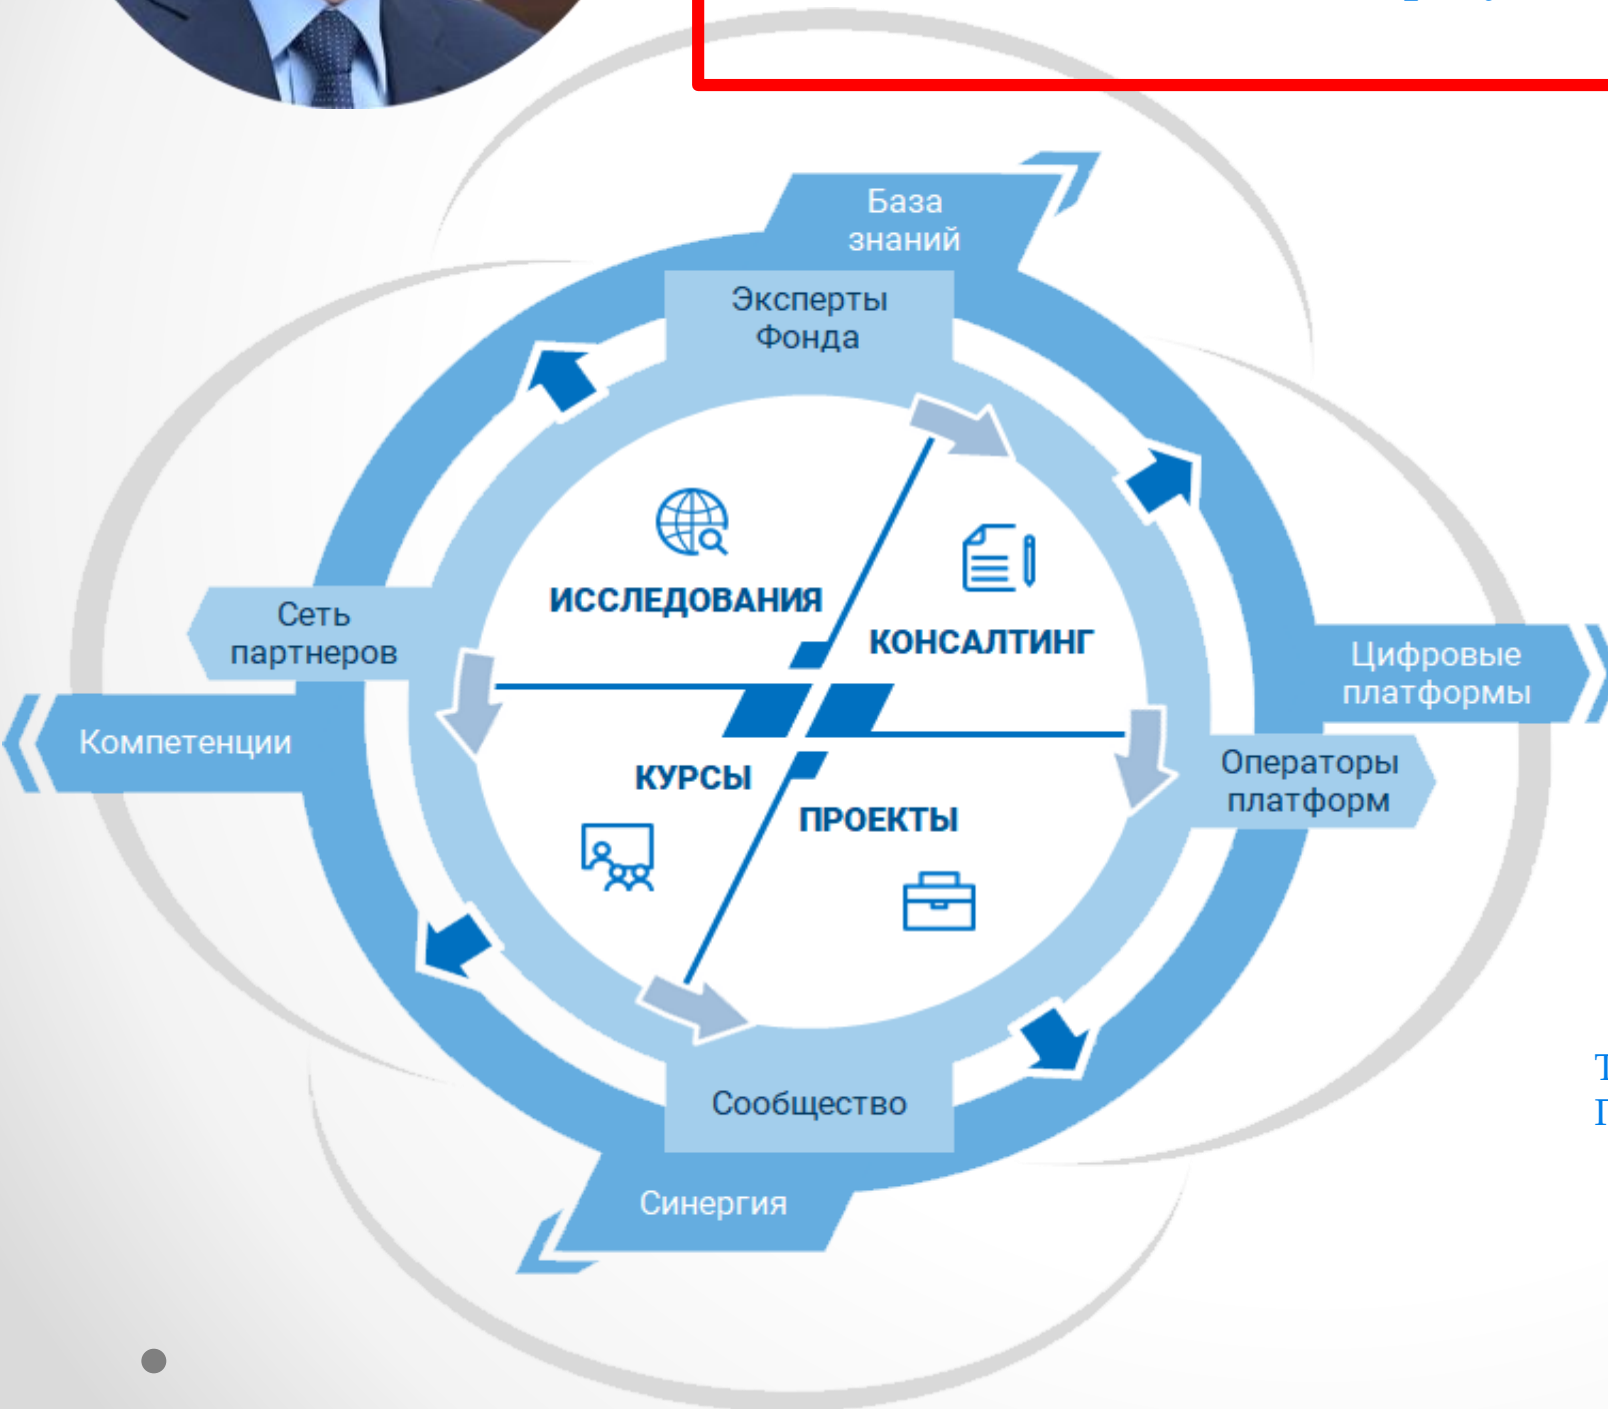 База
знаний
Эксперты
Фонда
ИССЛЕДОВАНИЯ
КОНСАЛТИНГ
Сеть
партнеров
Компетенции
Цифровые
платформы
Операторы
платформ
КУРСЫ
ПРОЕКТЫ
Сообщество
Синергия